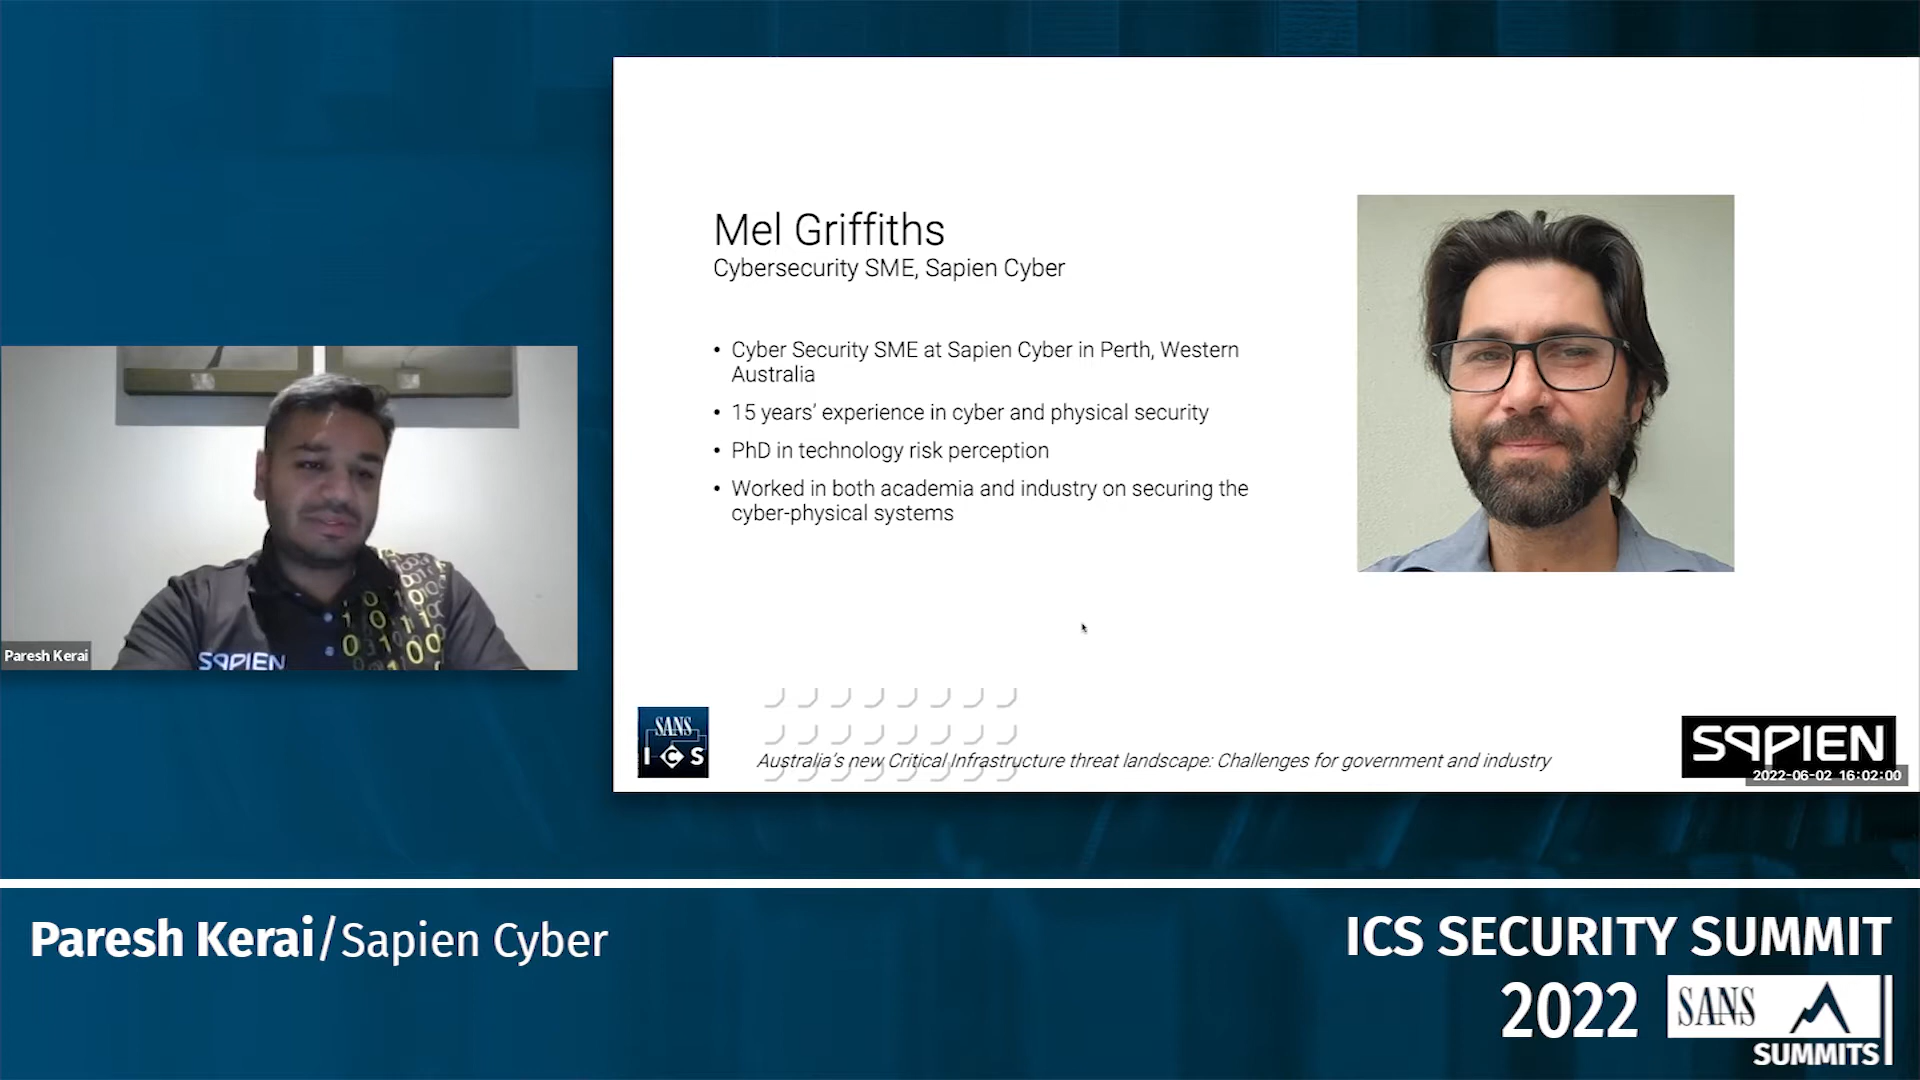 Mel Griffiths
Cybersecurity SME, Sapien Cyber
• Cyber Security SME at Sapien Cyber in Perth, Western
Australia
• 15 years’ experience in cyber and physical security
• PhD in technology risk perception
• Worked in both academia and industry on securing the
cyber-physical systems
SAPIEN
Paresh Kerai
SANS
ICS
Australia’s new Critical Infrastructure threat landscape: Challenges for government and industry
SAPIEN
2022-06-02 16:02:00
Paresh Kerai/Sapien Cyber
ICS SECURITY SUMMIT
2022
SANS
SUMMITS